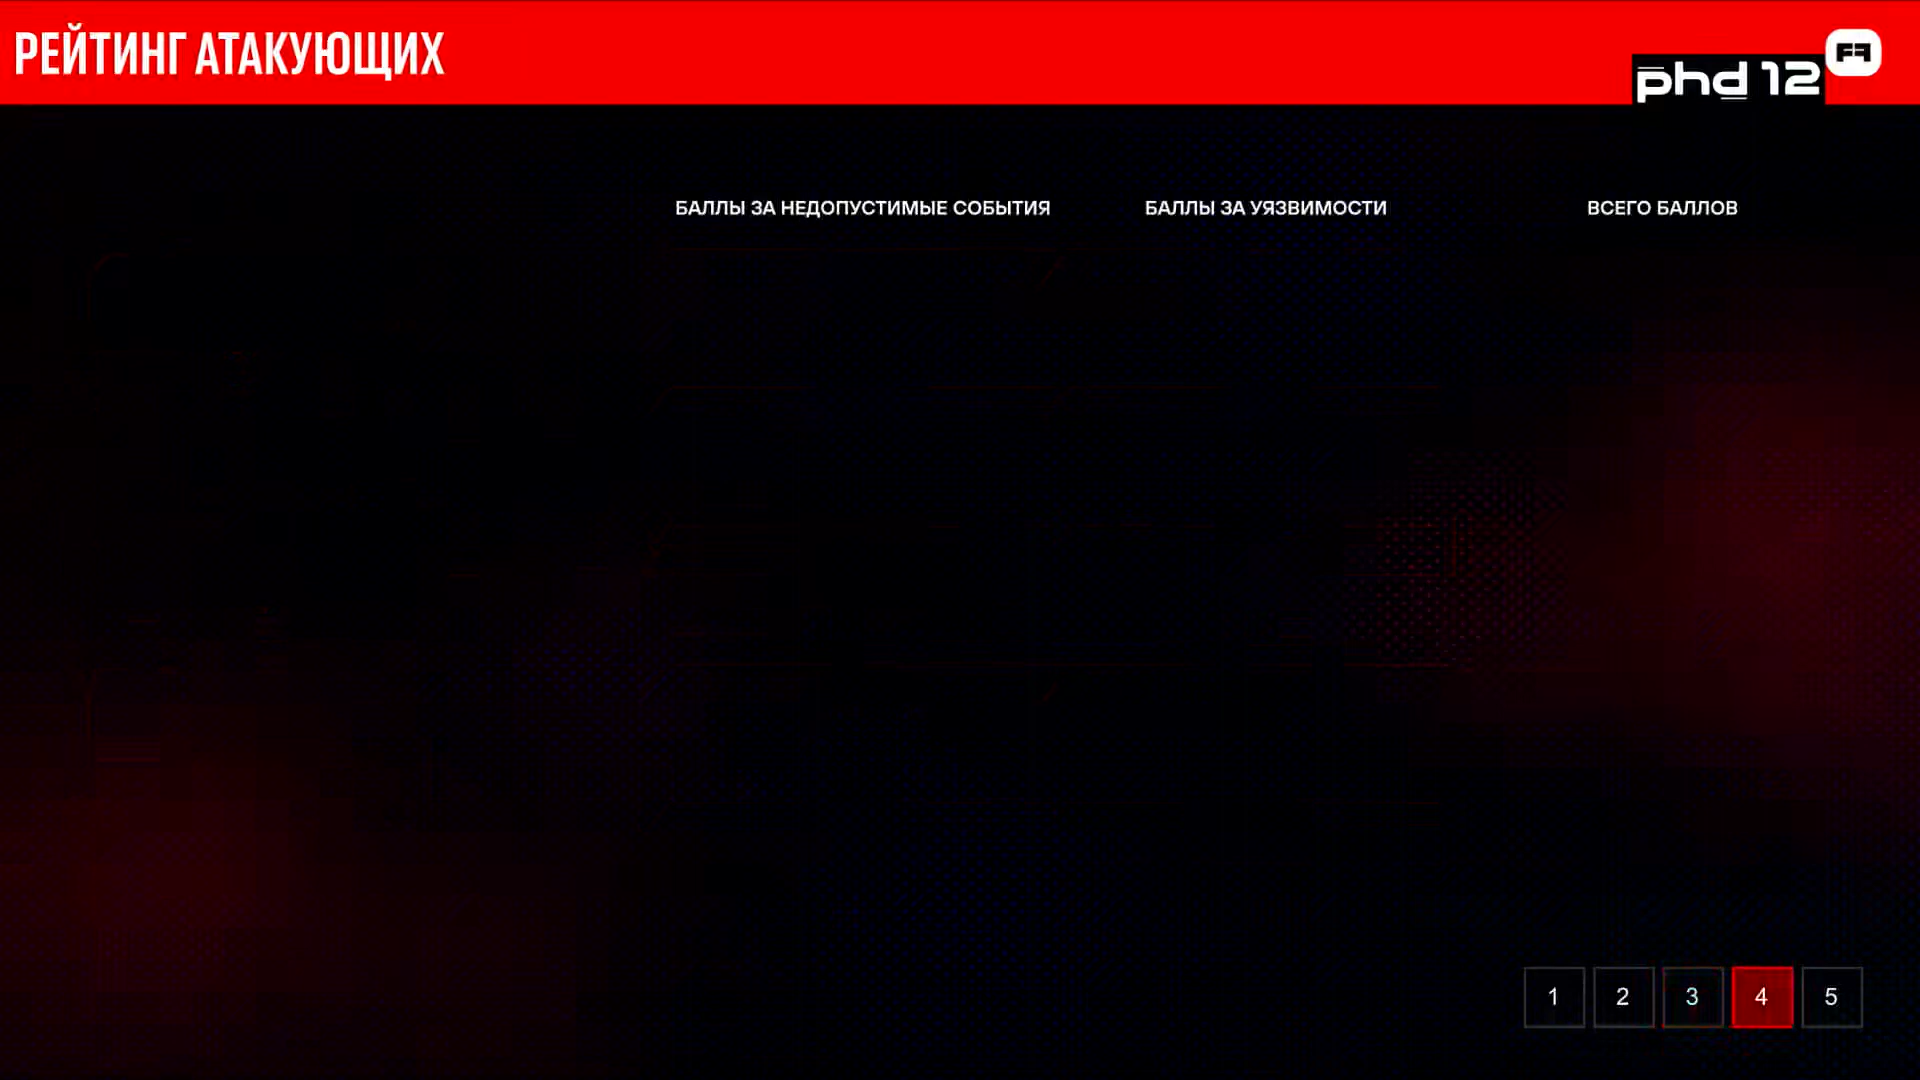 РЕЙТИНГ АТАКУЮЩИХ
phd 12
БАЛЛЫ ЗА НЕДОПУСТИМЫЕ СОБЫТИЯ БАЛЛЫ ЗА УЯЗВИМОСТИ ВСЕГО БАЛЛОВ
1 2 3 4 5